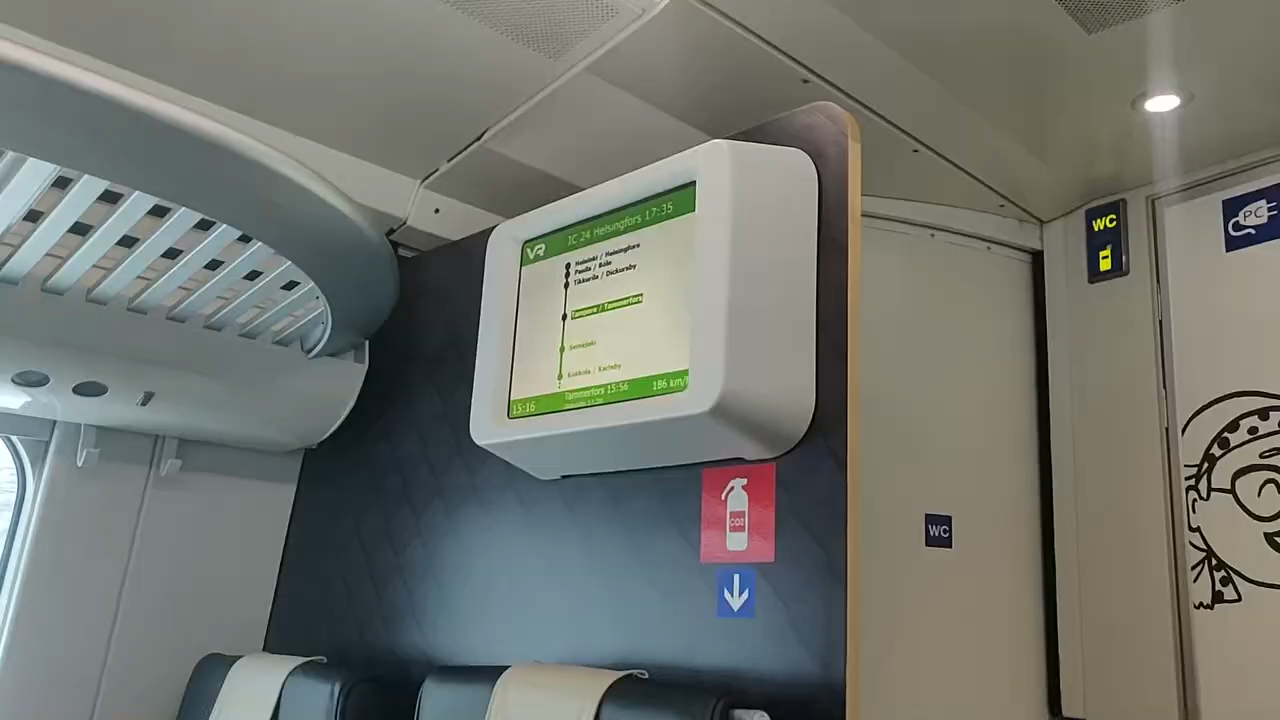 VR
IC 24 Helsingfors 17:35
Helsinki / Helsingfors
Pasila / Böle
Tikkurila / Dickursby
Tampere / Tammerfors
Seinäjoki
Kokkola / Karleby
15:16
Tammerfors 15:56
186 km/
CO2
WC
WC
PC